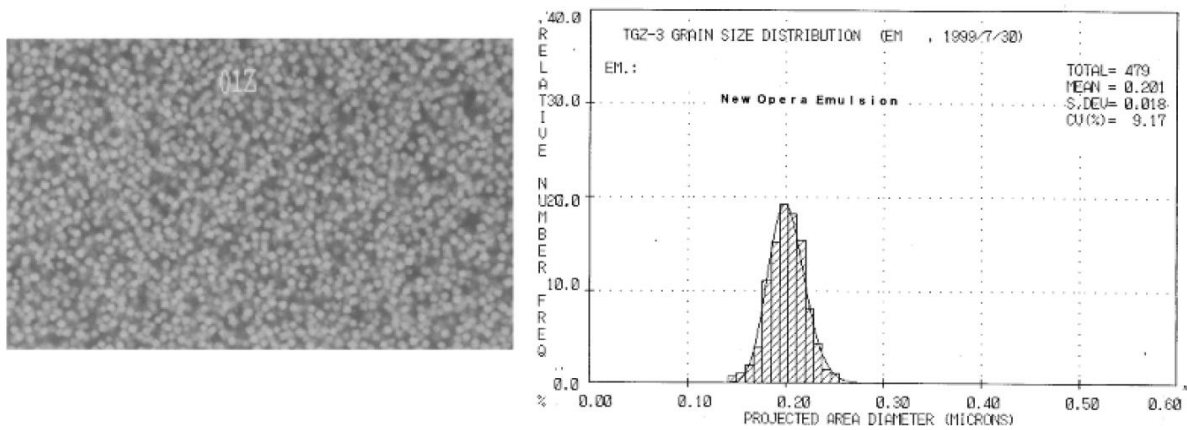 01Z
TGZ-3 GRAIN SIZE DISTRIBUTION (EM , 1999/7/30)
EM.:
TOTAL= 479
MEAN = 0.201
S.DEV= 0.018
CV(%)= 9.17
New Opera Emulsion
RELATIVE NUMBER FREQ.
%
40.0
30.0
20.0
10.0
0.0
0.00 0.10 0.20 0.30 0.40 0.50 0.60
PROJECTED AREA DIAMETER (MICRONS)